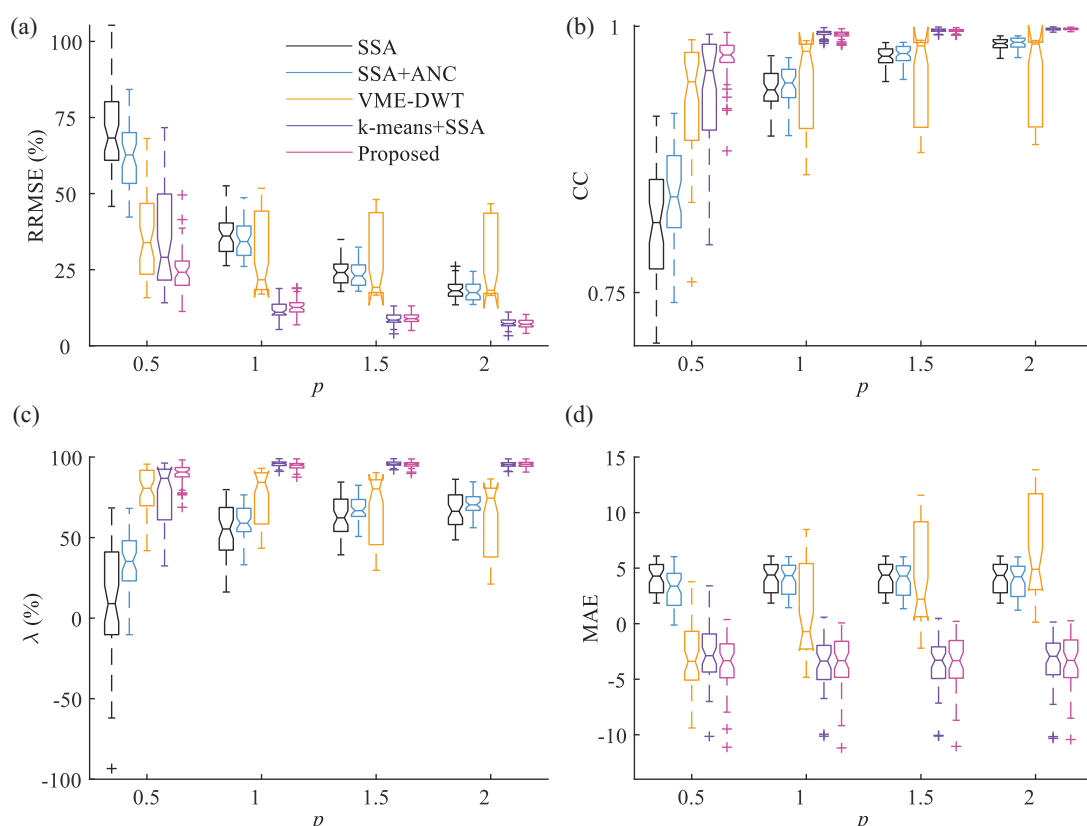 (a)
100
75
50
25
0
RRMSE (%)
SSA
SSA+ANC
VME-DWT
k-means+SSA
Proposed
0.5 1 1.5 2
p
(b)
1
0.75
CC
0.5 1 1.5 2
p
(c)
100
50
0
-50
-100
λ (%)
0.5 1 1.5 2
p
(d)
15
10
5
0
-5
-10
MAE
0.5 1 1.5 2
p